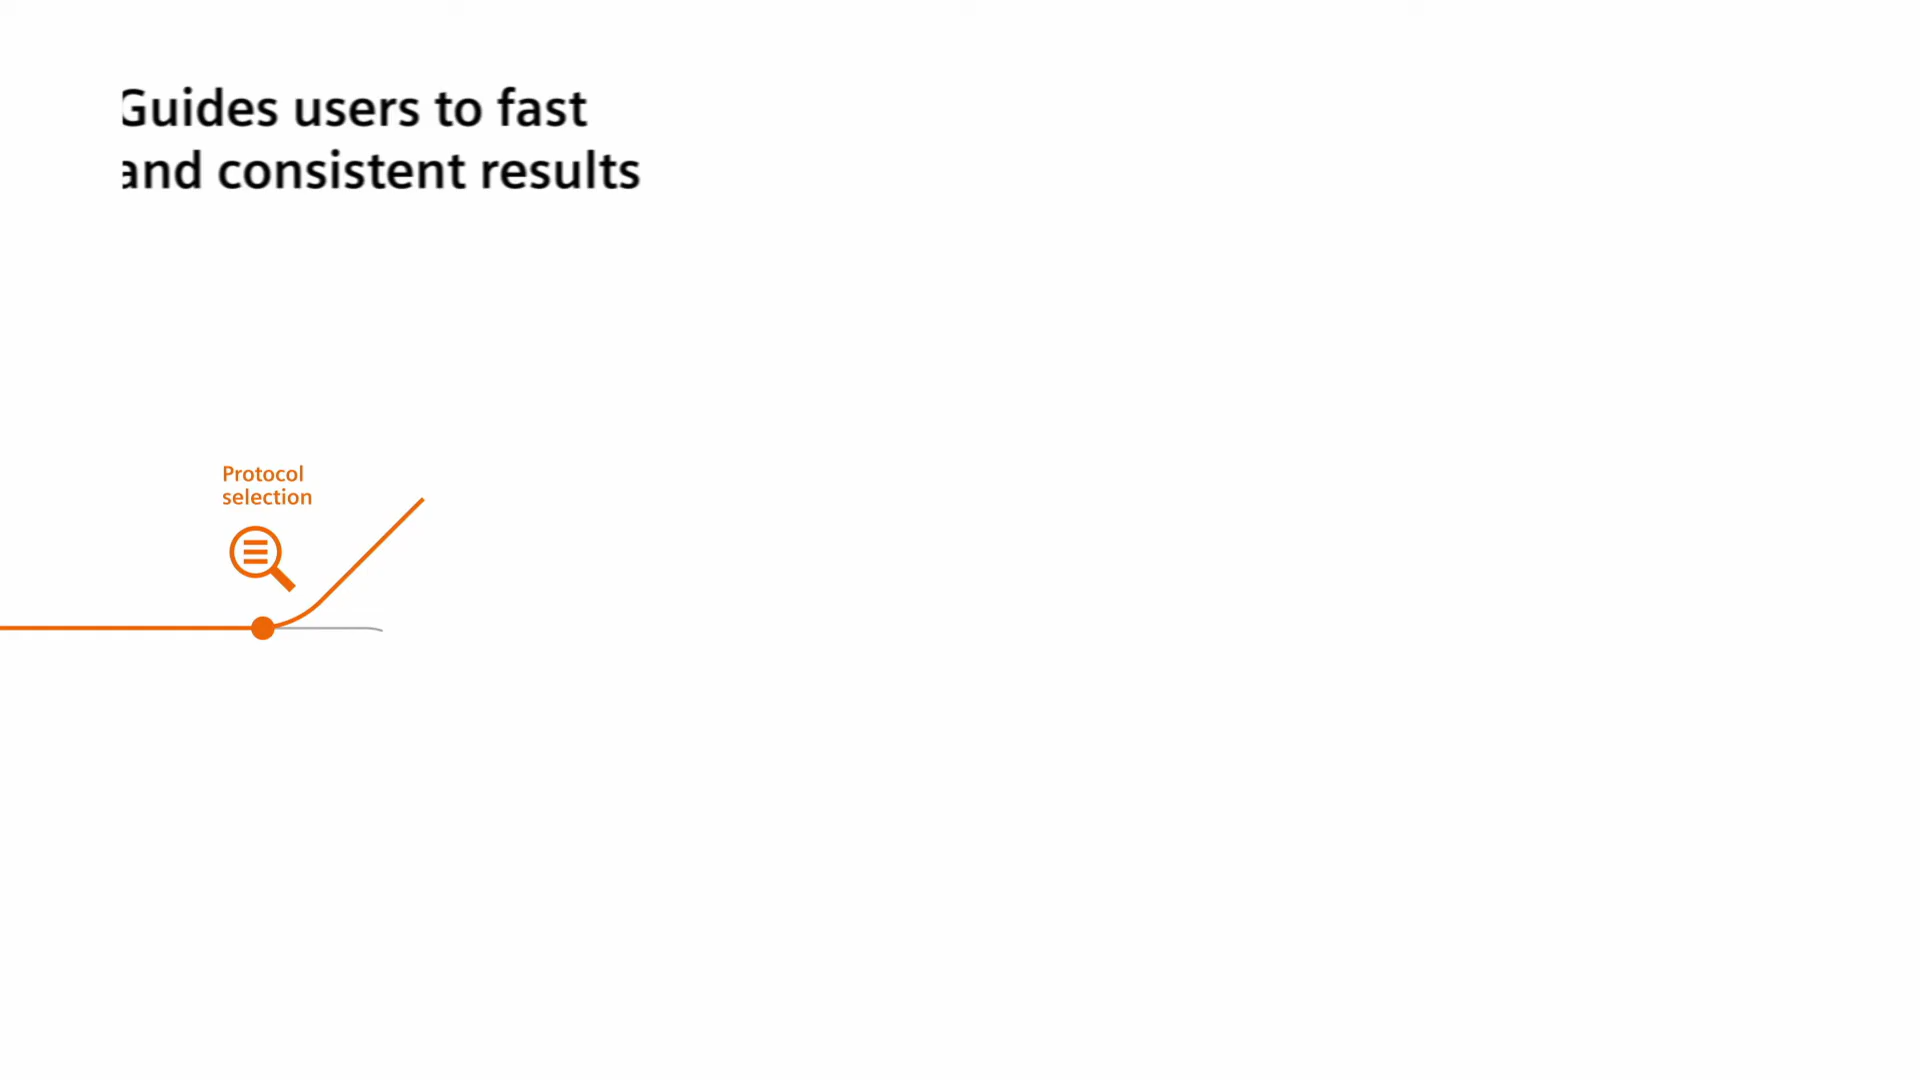 Guides users to fast
and consistent results
Protocol
selection